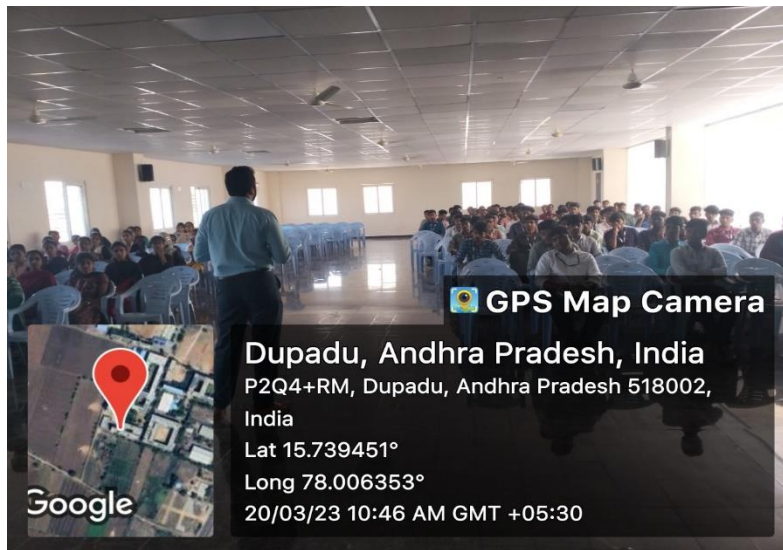 GPS Map Camera
Dupadu, Andhra Pradesh, India
P2Q4+RM, Dupadu, Andhra Pradesh 518002,
India
Lat 15.739451°
Long 78.006353°
20/03/23 10:46 AM GMT +05:30
Google